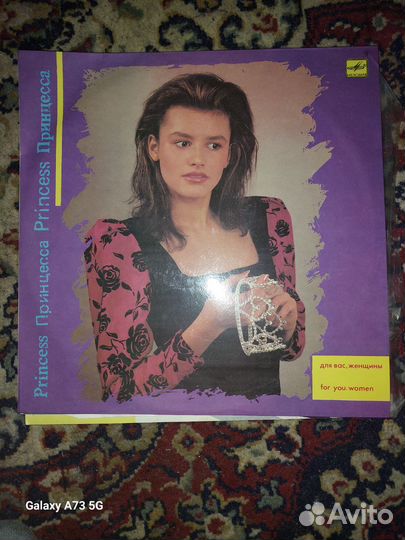 Princess Принцесса Princess Принцесса
для вас, женщины
for you. women
Galaxy A73 5G
Avito